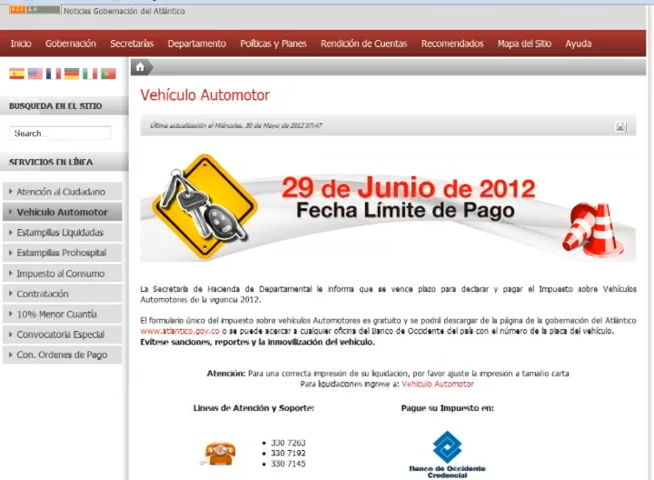 Noticias Gobernación del Atlántico
Inicio Gobernación Secretarías Departamento Políticas y Planes Rendición de Cuentas Recomendados Mapa del Sitio Ayuda
BUSQUEDA EN EL SITIO
Search...
SERVICIOS EN LÍNEA
Atención al Ciudadano
Vehículo Automotor
Estampillas Liquidadas
Estampillas Prohospital
Impuesto al Consumo
Contratación
10% Menor Cuantía
Convocatoria Especial
Con. Ordenes de Pago
Vehículo Automotor
Última actualización el Miércoles, 30 de Mayo de 2012 07:47
29 de Junio de 2012
Fecha Límite de Pago
La Secretaría de Hacienda de Departamental le informa que se vence plazo para declarar y pagar el Impuesto sobre Vehículos
Automotores de la vigencia 2012.
El formulario único del impuesto sobre vehículos Automotores es gratuito y se podrá descargar de la página de la gobernación del Atlántico
www.atlantico.gov.co o se puede acercar a cualquier oficina del Banco de Occidente del país con el número de la placa del vehículo.
Evítese sanciones, reportes y la inmovilización del vehículo.
Atención: Para una correcta impresión de su liquidación, por favor ajuste la impresión a tamaño carta
Para liquidaciones ingrese a: Vehículo Automotor
Líneas de Atención y Soporte:
330 7263
330 7192
330 7145
Pague su Impuesto en:
Banco de Occidente
Credencial